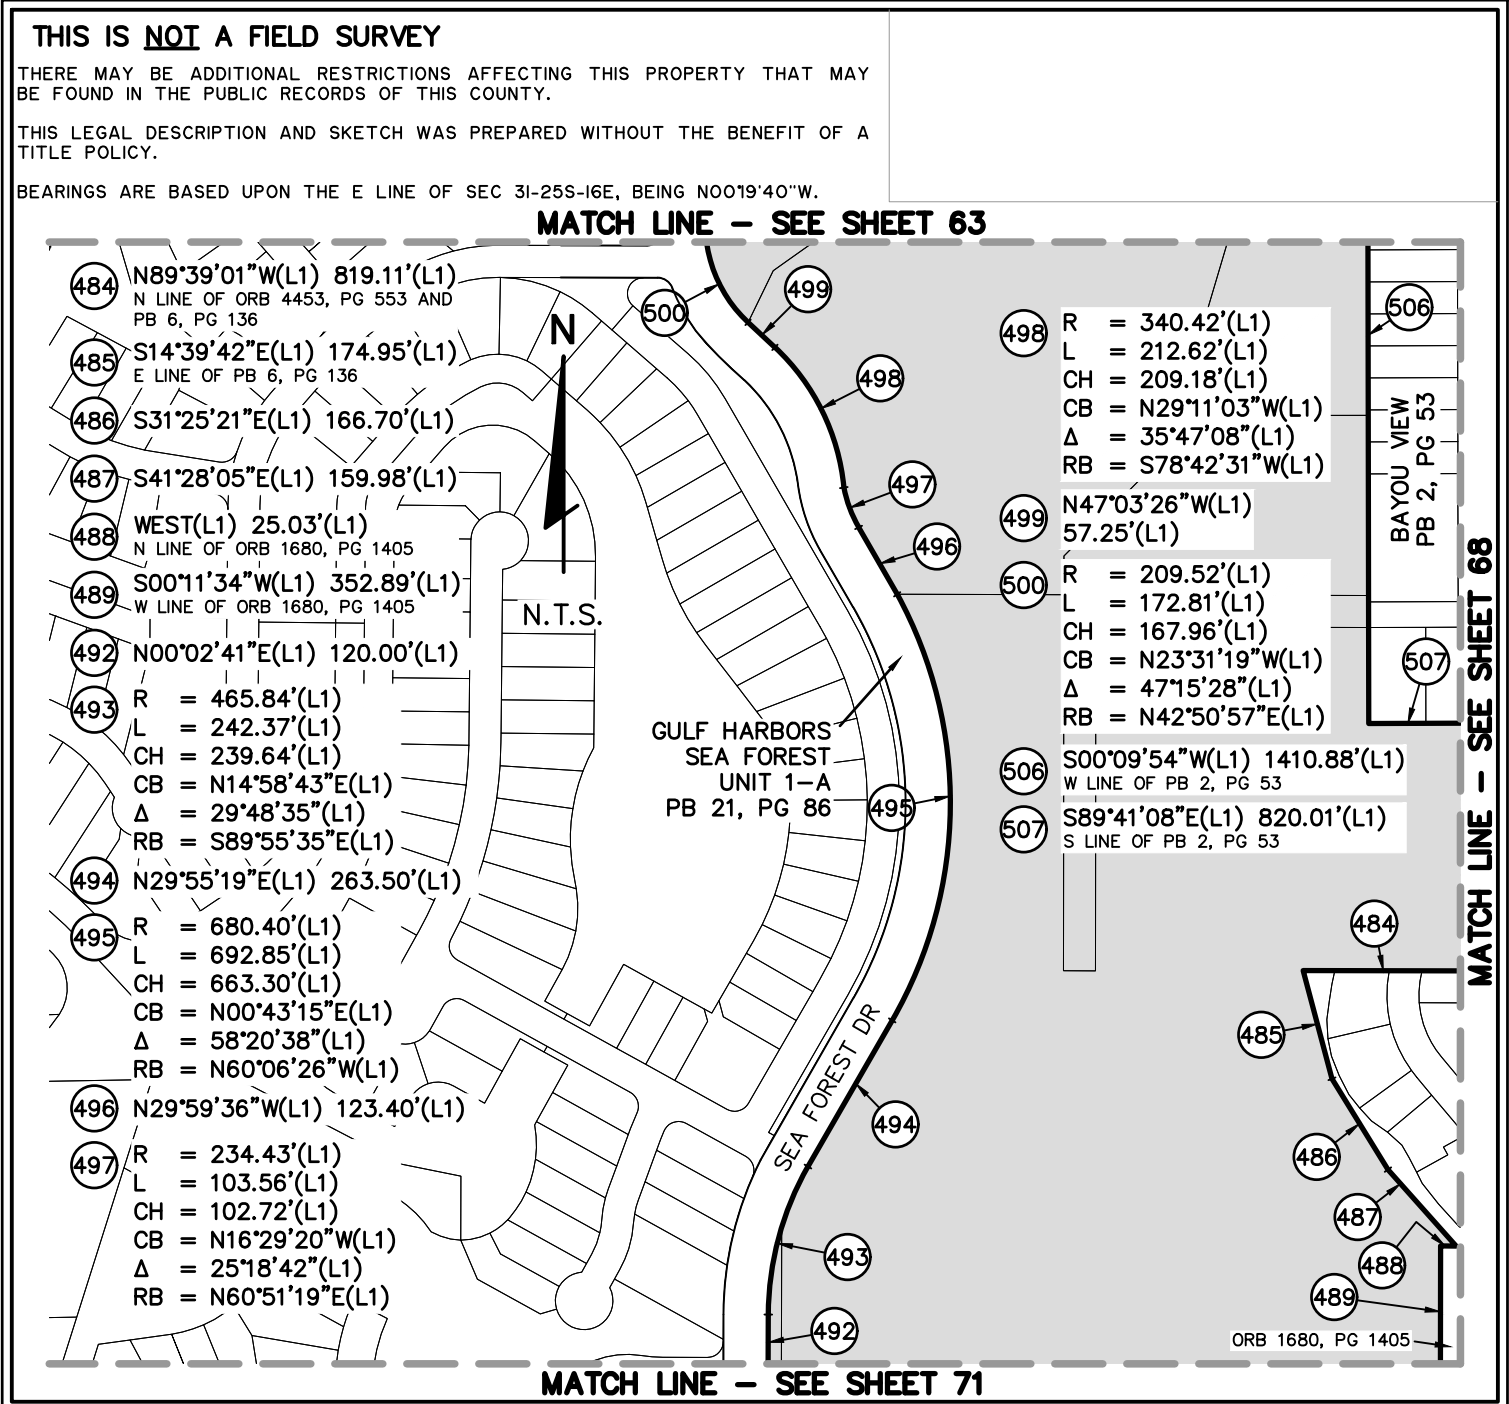 THIS IS NOT A FIELD SURVEY
THERE MAY BE ADDITIONAL RESTRICTIONS AFFECTING THIS PROPERTY THAT MAY
BE FOUND IN THE PUBLIC RECORDS OF THIS COUNTY.
THIS LEGAL DESCRIPTION AND SKETCH WAS PREPARED WITHOUT THE BENEFIT OF A
TITLE POLICY.
BEARINGS ARE BASED UPON THE E LINE OF SEC 31-25S-16E, BEING N00°19'40"W.
MATCH LINE - SEE SHEET 63
484 N89°39'01"W(L1) 819.11'(L1)
N LINE OF ORB 4453, PG 553 AND
PB 6, PG 136
485 S14°39'42"E(L1) 174.95'(L1)
E LINE OF PB 6, PG 136
486 S31°25'21"E(L1) 166.70'(L1)
487 S41°28'05"E(L1) 159.98'(L1)
488 WEST(L1) 25.03'(L1)
N LINE OF ORB 1680, PG 1405
489 S00°11'34"W(L1) 352.89'(L1)
W LINE OF ORB 1680, PG 1405
492 N00°02'41"E(L1) 120.00'(L1)
493 R = 465.84'(L1)
L = 242.37'(L1)
CH = 239.64'(L1)
CB = N14°58'43"E(L1)
Δ = 29°48'35"(L1)
RB = S89°55'35"E(L1)
494 N29°55'19"E(L1) 263.50'(L1)
495 R = 680.40'(L1)
L = 692.85'(L1)
CH = 663.30'(L1)
CB = N00°43'15"E(L1)
Δ = 58°20'38"(L1)
RB = N60°06'26"W(L1)
496 N29°59'36"W(L1) 123.40'(L1)
497 R = 234.43'(L1)
L = 103.56'(L1)
CH = 102.72'(L1)
CB = N16°29'20"W(L1)
Δ = 25°18'42"(L1)
RB = N60°51'19"E(L1)
N
N.T.S.
500
499
498
497
496
GULF HARBORS
SEA FOREST
UNIT 1-A
PB 21, PG 86
495
SEA FOREST DR
494
493
492
498 R = 340.42'(L1)
L = 212.62'(L1)
CH = 209.18'(L1)
CB = N29°11'03"W(L1)
Δ = 35°47'08"(L1)
RB = S78°42'31"W(L1)
499 N47°03'26"W(L1)
57.25'(L1)
500 R = 209.52'(L1)
L = 172.81'(L1)
CH = 167.96'(L1)
CB = N23°31'19"W(L1)
Δ = 47°15'28"(L1)
RB = N42°50'57"E(L1)
506 S00°09'54"W(L1) 1410.88'(L1)
W LINE OF PB 2, PG 53
507 S89°41'08"E(L1) 820.01'(L1)
S LINE OF PB 2, PG 53
506
BAYOU VIEW
PB 2, PG 53
507
MATCH LINE - SEE SHEET 68
484
485
486
487
488
489
ORB 1680, PG 1405
MATCH LINE - SEE SHEET 71